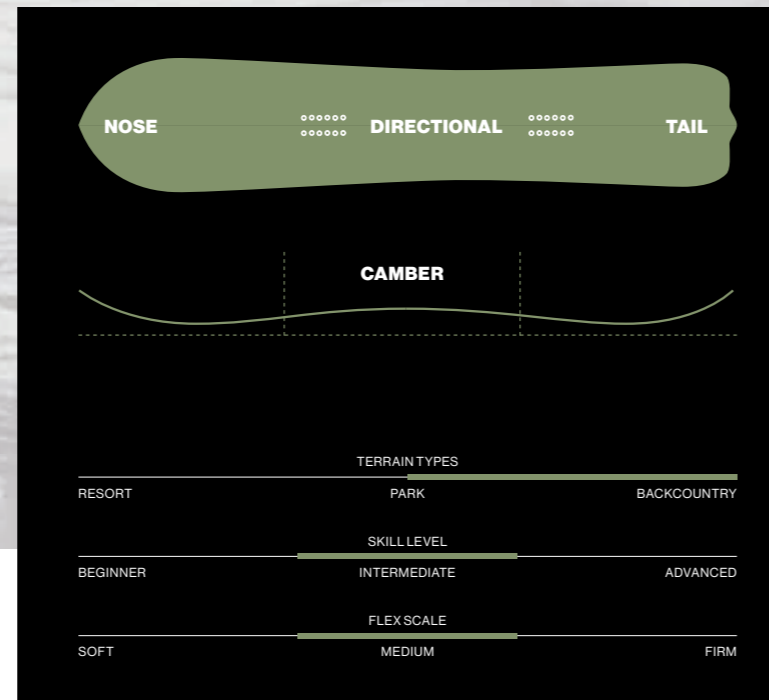 NOSE DIRECTIONAL TAIL
CAMBER
TERRAIN TYPES
RESORT PARK BACKCOUNTRY
SKILL LEVEL
BEGINNER INTERMEDIATE ADVANCED
FLEX SCALE
SOFT MEDIUM FIRM